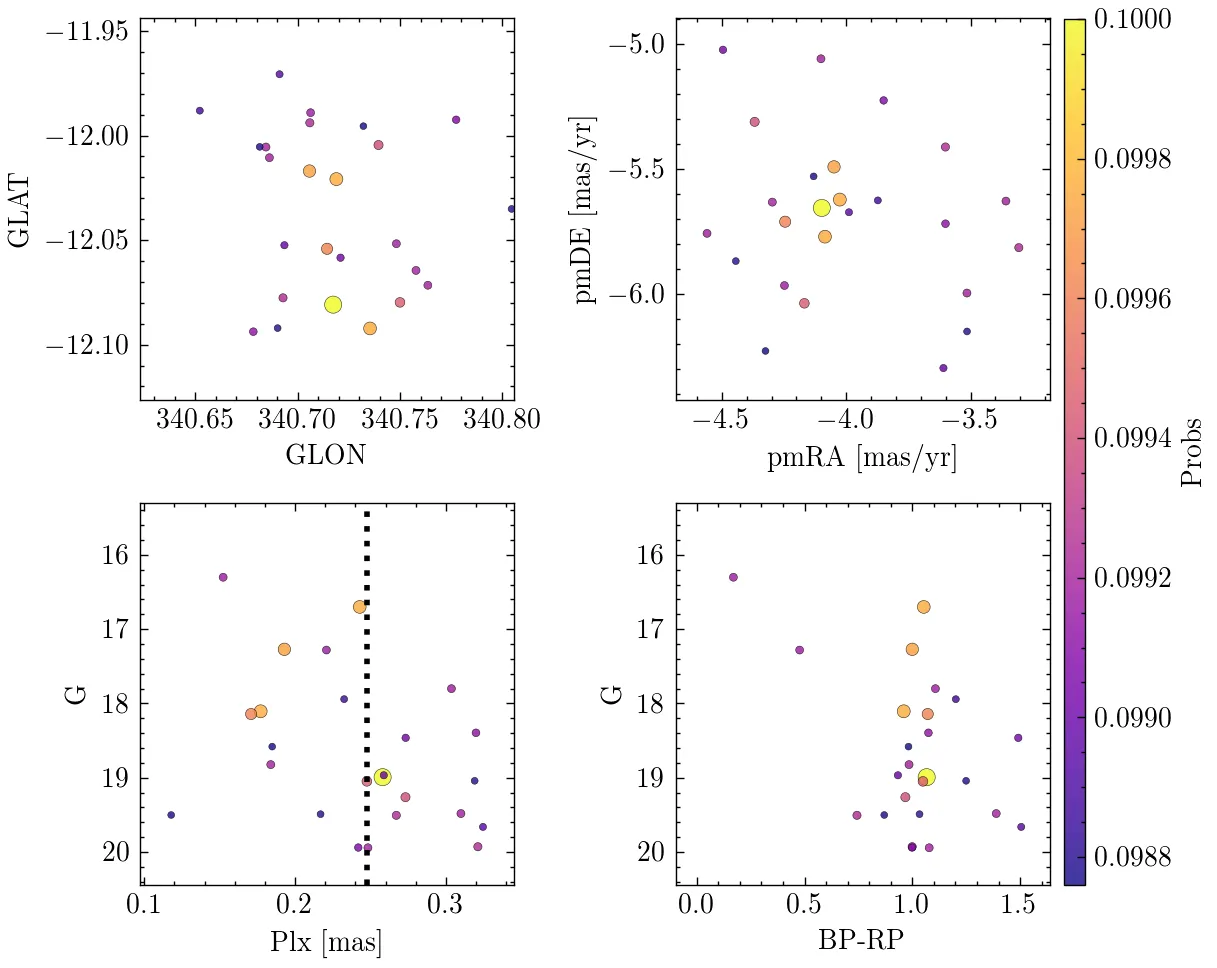 −11.95
−12.00
−12.05
−12.10
GLAT
340.65 340.70 340.75 340.80
GLON
−5.0
−5.5
−6.0
pmDE [mas/yr]
−4.5 −4.0 −3.5
pmRA [mas/yr]
16
17
18
19
20
G
0.1 0.2 0.3
Plx [mas]
16
17
18
19
20
G
0.0 0.5 1.0 1.5
BP-RP
0.1000
0.0998
0.0996
0.0994
0.0992
0.0990
0.0988
Probs